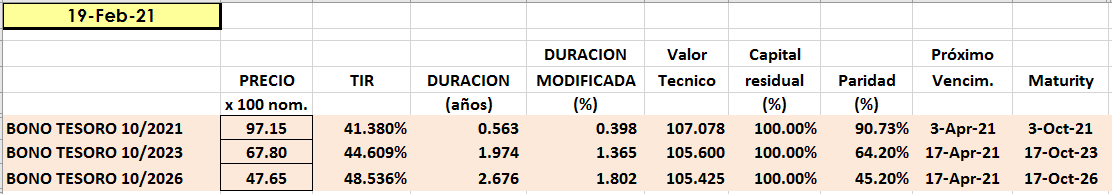 19-Feb-21
DURACION Valor Capital Próximo
PRECIO TIR DURACION MODIFICADA Tecnico residual Paridad Vencim. Maturity
x 100 nom. (años) (%) (%) (%)
BONO TESORO 10/2021 97.15 41.380% 0.563 0.398 107.078 100.00% 90.73% 3-Apr-21 3-Oct-21
BONO TESORO 10/2023 67.80 44.609% 1.974 1.365 105.600 100.00% 64.20% 17-Apr-21 17-Oct-23
BONO TESORO 10/2026 47.65 48.536% 2.676 1.802 105.425 100.00% 45.20% 17-Apr-21 17-Oct-26